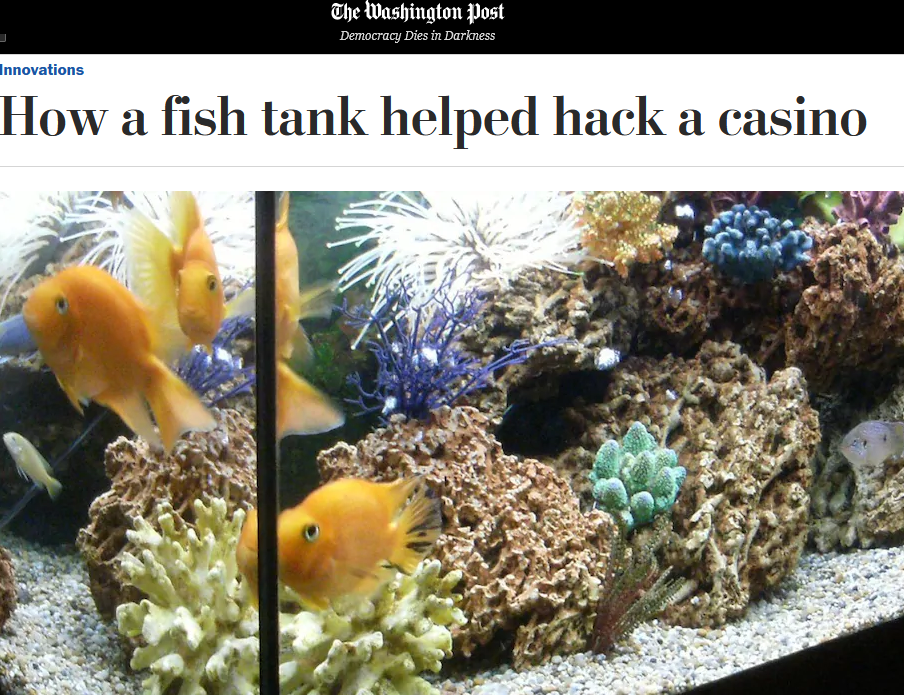 The Washington Post
Democracy Dies in Darkness
Innovations
How a fish tank helped hack a casino